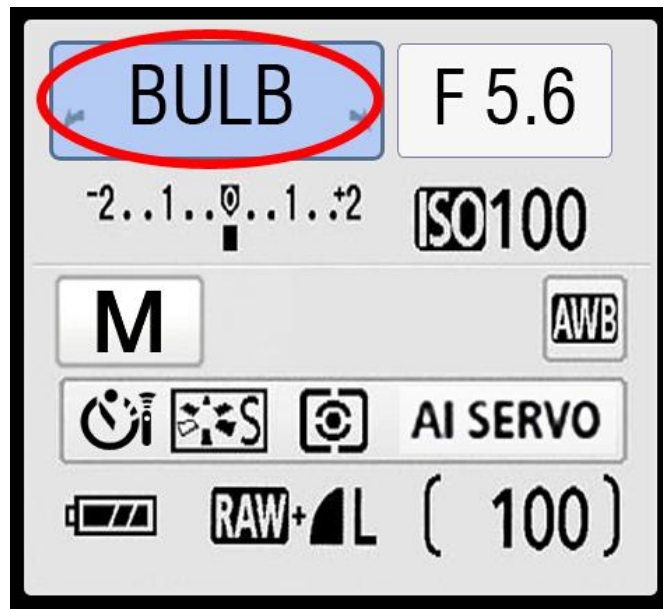 BULB F 5.6
-2..1..0..1..+2 ISO100
M AWB
S AI SERVO
RAW+L ( 100 )